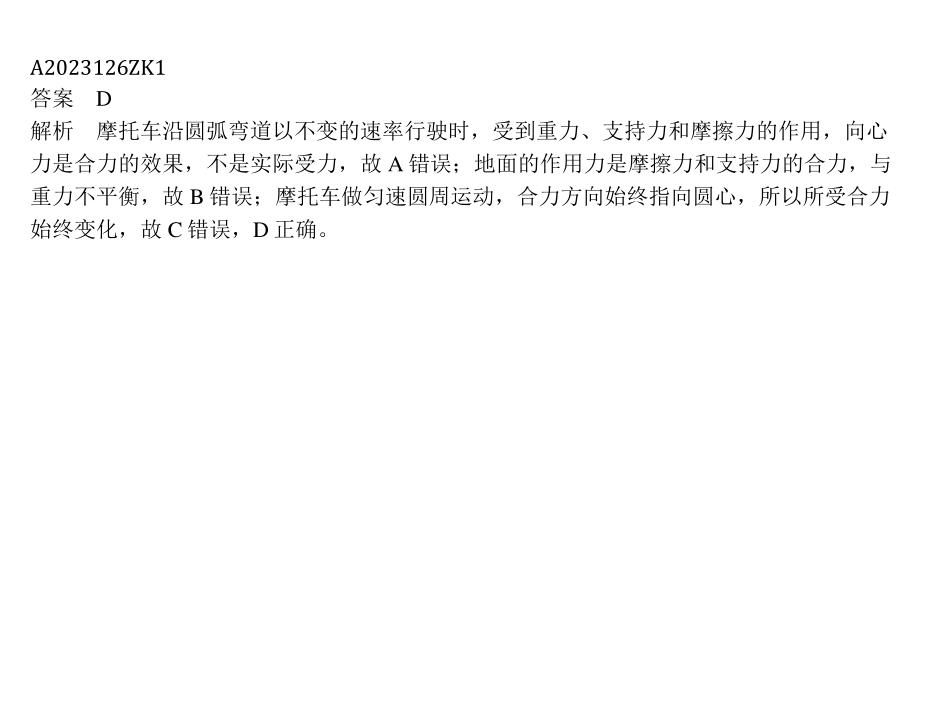 A2023126ZK1
答案　D
解析　摩托车沿圆弧弯道以不变的速率行驶时，受到重力、支持力和摩擦力的作用，向心
力是合力的效果，不是实际受力，故 A 错误；地面的作用力是摩擦力和支持力的合力，与
重力不平衡，故 B 错误；摩托车做匀速圆周运动，合力方向始终指向圆心，所以所受合力
始终变化，故 C 错误，D 正确。